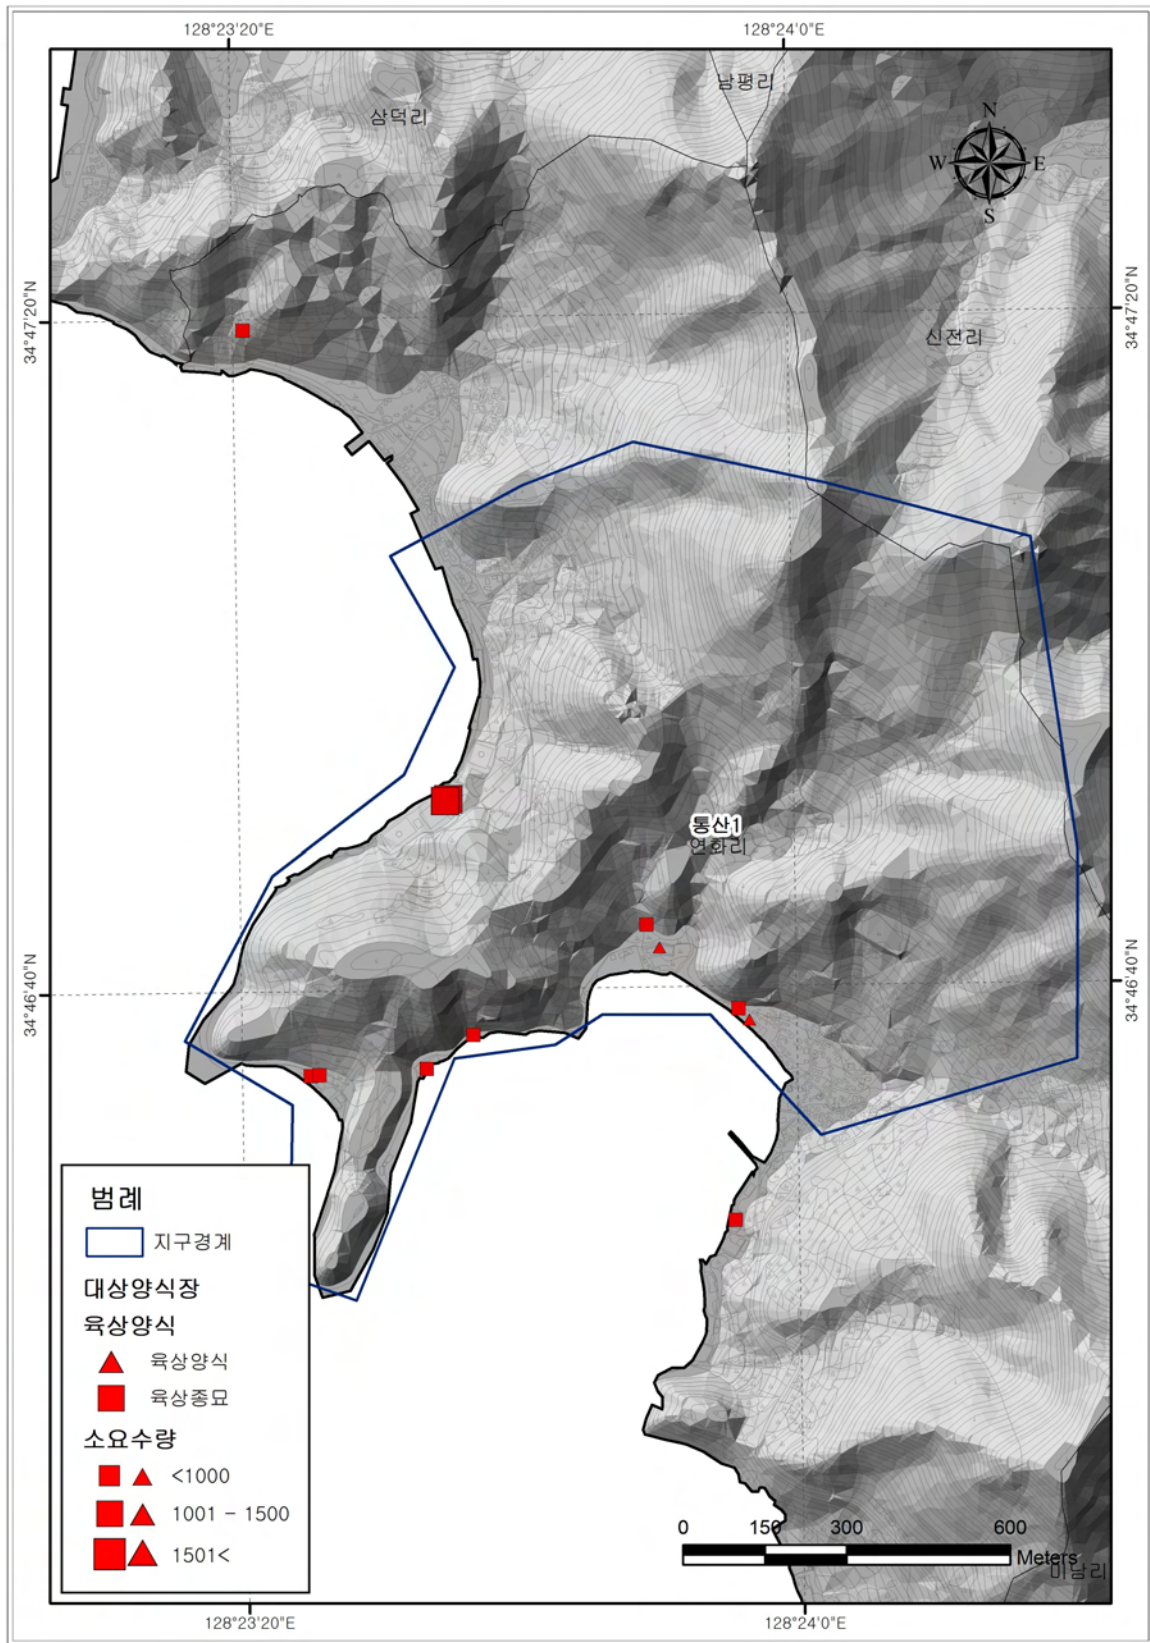 128°23'20"E
128°24'0"E
남평리
삼덕리
N
W
E
S
34°47'20"N
34°47'20"N
신전리
통산1
연화리
34°46'40"N
34°46'40"N
범례
지구경계
대상양식장
육상양식
육상양식
육상종묘
소요수량
<1000
1001 - 1500
1501<
0 150 300 600
Meters
미남리
128°23'20"E
128°24'0"E